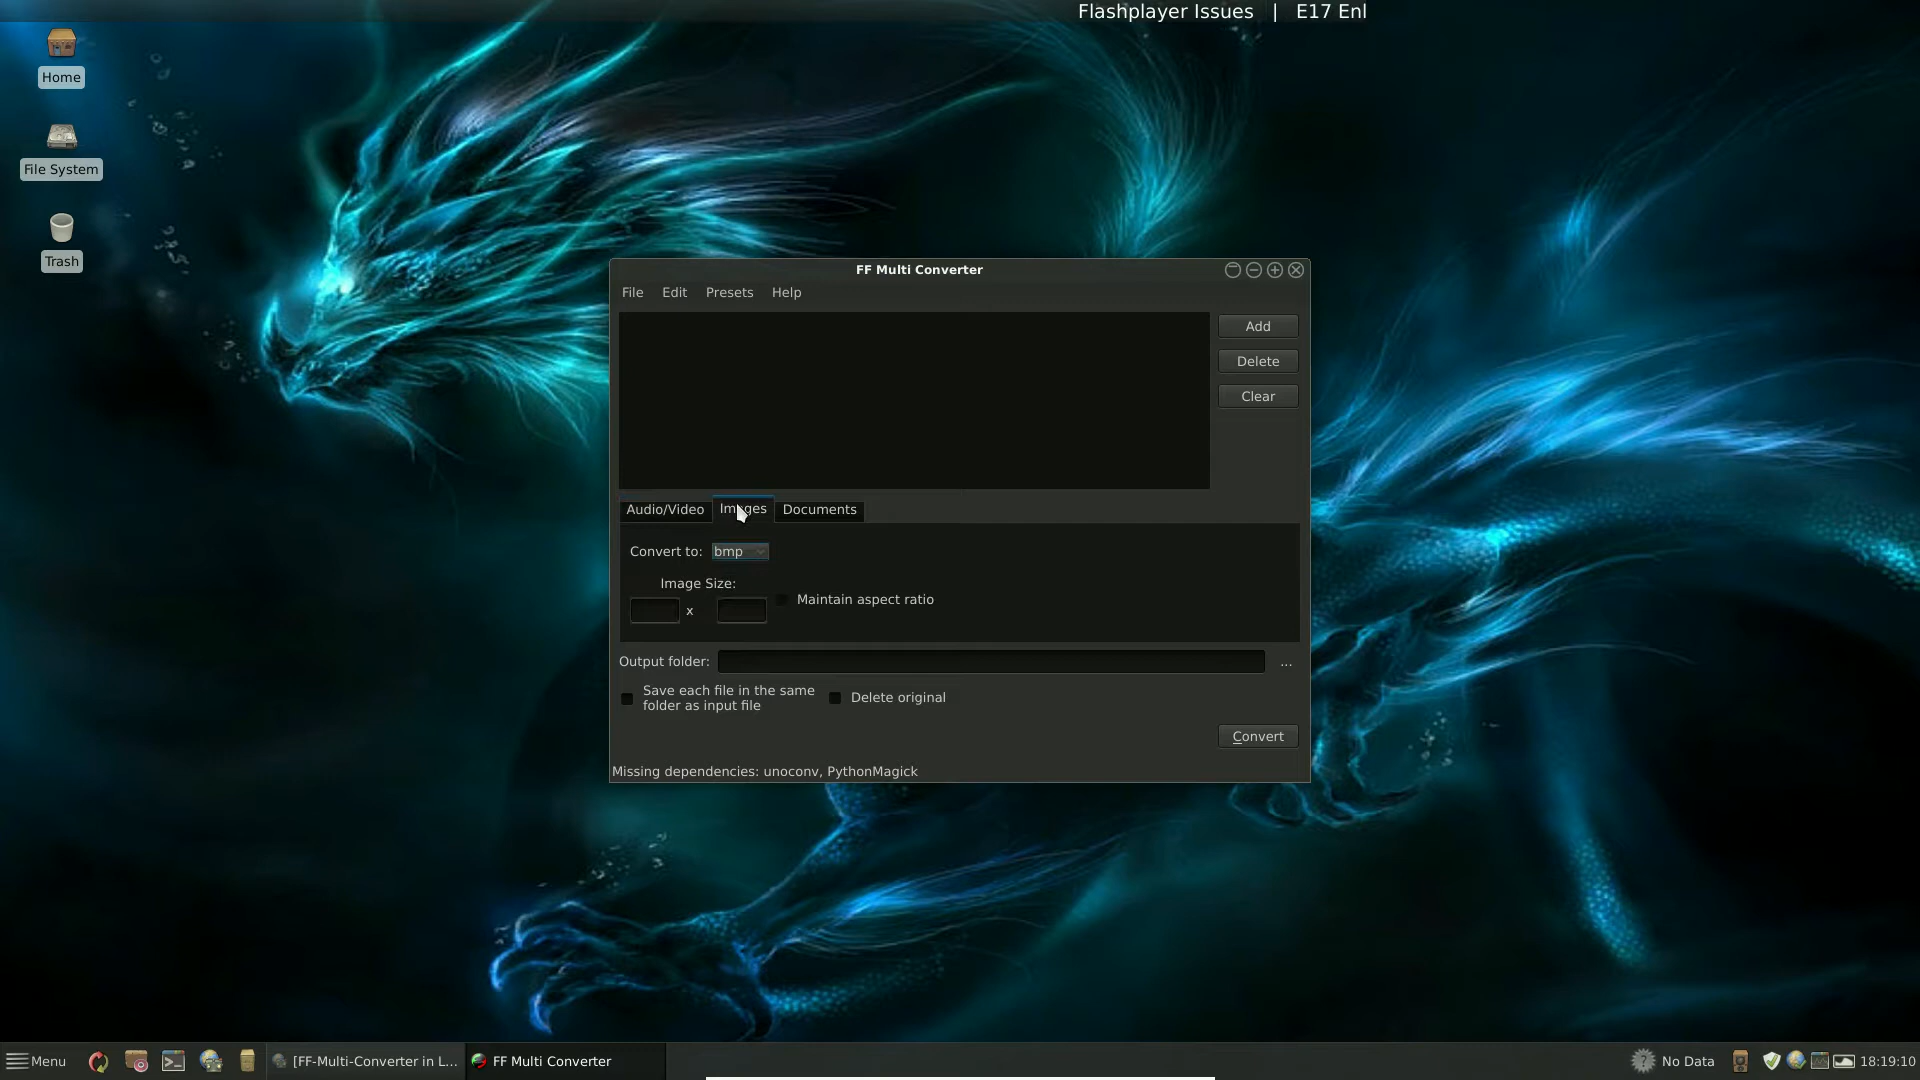 Flashplayer Issues | E17 Enl
Home
File System
Trash
FF Multi Converter
File Edit Presets Help
Add
Delete
Clear
Audio/Video Images Documents
Convert to: bmp
Image Size:
x
Maintain aspect ratio
Output folder: ...
Save each file in the same
folder as input file
Delete original
Convert
Missing dependencies: unoconv, PythonMagick
Menu [FF-Multi-Converter in L... FF Multi Converter No Data 18:19:10